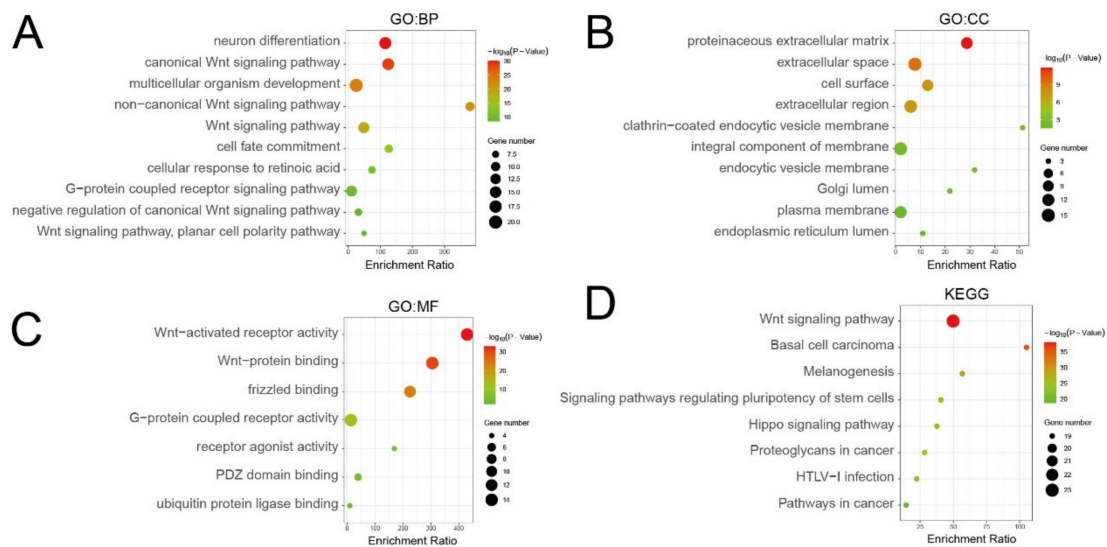 A
GO:BP
neuron differentiation
canonical Wnt signaling pathway
multicellular organism development
non-canonical Wnt signaling pathway
Wnt signaling pathway
cell fate commitment
cellular response to retinoic acid
G-protein coupled receptor signaling pathway
negative regulation of canonical Wnt signaling pathway
Wnt signaling pathway, planar cell polarity pathway
0 100 200 300
Enrichment Ratio
-log₁₀(P-Value)
30
25
20
15
10
Gene number
7.5
10.0
12.5
15.0
17.5
20.0
B
GO:CC
proteinaceous extracellular matrix
extracellular space
cell surface
extracellular region
clathrin-coated endocytic vesicle membrane
integral component of membrane
endocytic vesicle membrane
Golgi lumen
plasma membrane
endoplasmic reticulum lumen
0 10 20 30 40 50
Enrichment Ratio
-log₁₀(P-Value)
9
6
3
Gene number
3
6
9
12
15
C
GO:MF
Wnt-activated receptor activity
Wnt-protein binding
frizzled binding
G-protein coupled receptor activity
receptor agonist activity
PDZ domain binding
ubiquitin protein ligase binding
0 100 200 300 400
Enrichment Ratio
-log₁₀(P-Value)
30
20
10
Gene number
4
6
8
10
12
14
D
KEGG
Wnt signaling pathway
Basal cell carcinoma
Melanogenesis
Signaling pathways regulating pluripotency of stem cells
Hippo signaling pathway
Proteoglycans in cancer
HTLV-I infection
Pathways in cancer
25 50 75 100
Enrichment Ratio
-log₁₀(P-Value)
35
30
25
20
Gene number
19
20
21
22
23